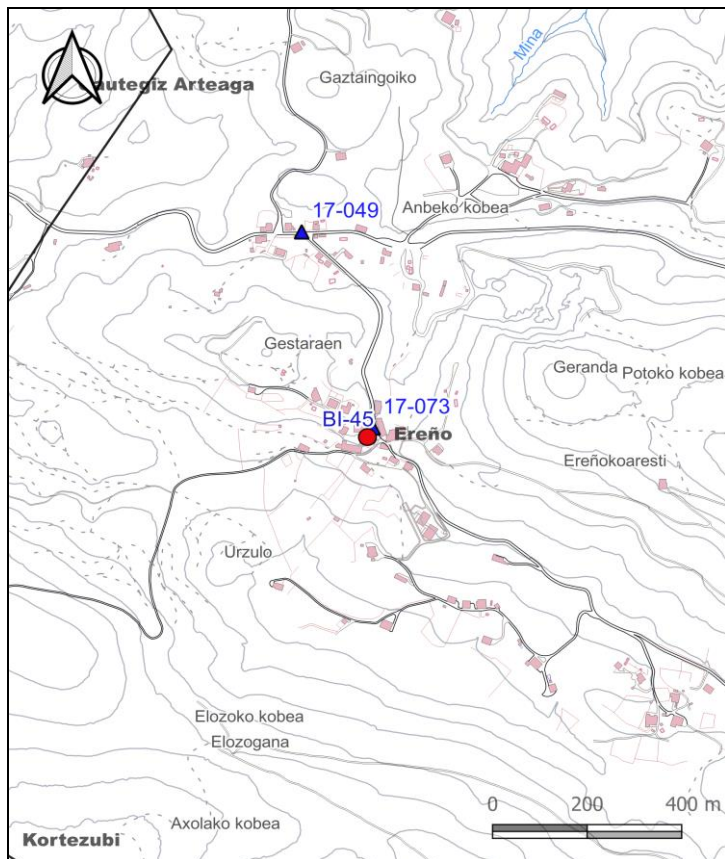 Mina
Gaztaingoiko
autegiz Arteaga
17-049
Anbeko kobea
Gestaraen
Geranda
Potoko kobea
17-073
BI-45
Ereño
Ereñokoaresti
Urzulo
Elozoko kobea
Elozogana
Axolako kobea
Kortezubi
0 200 400 m